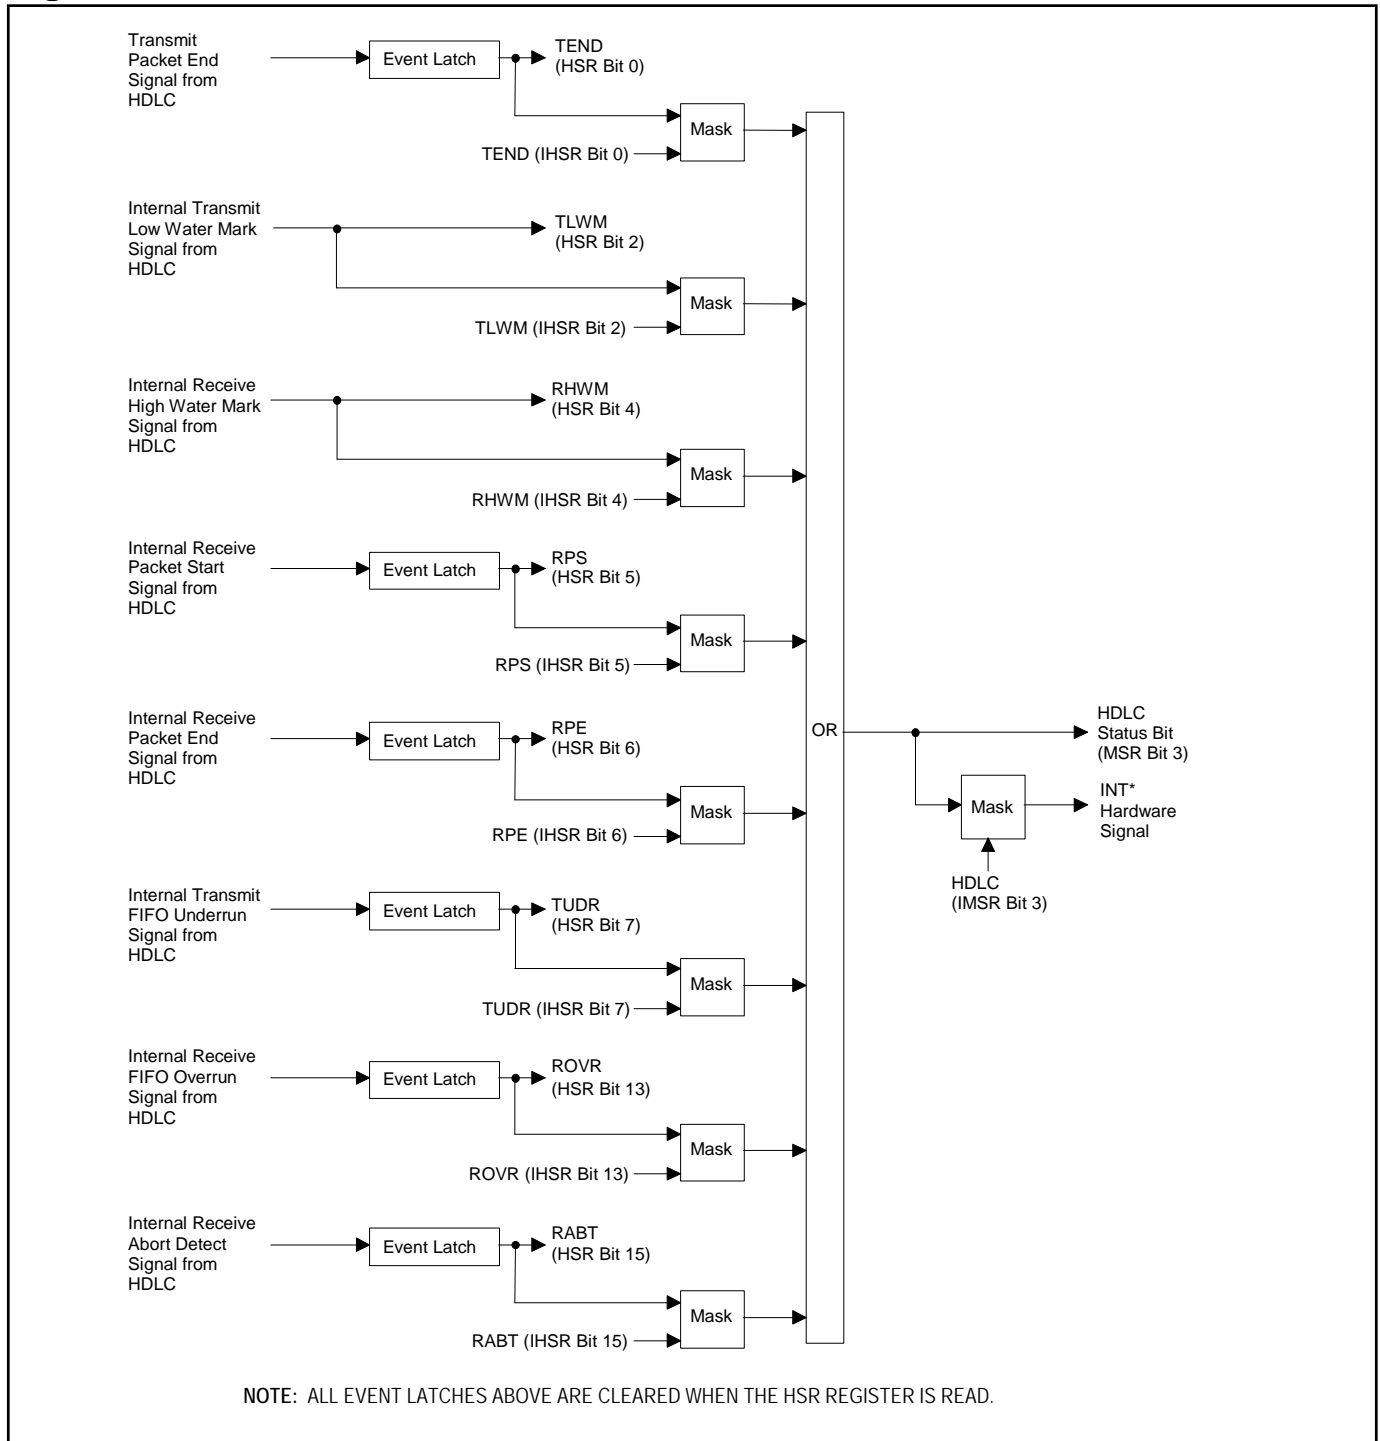 Transmit
Packet End
Signal from
HDLC
Event Latch
TEND
(HSR Bit 0)
Mask
TEND (IHSR Bit 0)
Internal Transmit
Low Water Mark
Signal from
HDLC
TLWM
(HSR Bit 2)
Mask
TLWM (IHSR Bit 2)
Internal Receive
High Water Mark
Signal from
HDLC
RHWM
(HSR Bit 4)
Mask
RHWM (IHSR Bit 4)
Internal Receive
Packet Start
Signal from
HDLC
Event Latch
RPS
(HSR Bit 5)
Mask
RPS (IHSR Bit 5)
Internal Receive
Packet End
Signal from
HDLC
Event Latch
RPE
(HSR Bit 6)
Mask
RPE (IHSR Bit 6)
Internal Transmit
FIFO Underrun
Signal from
HDLC
Event Latch
TUDR
(HSR Bit 7)
Mask
TUDR (IHSR Bit 7)
Internal Receive
FIFO Overrun
Signal from
HDLC
Event Latch
ROVR
(HSR Bit 13)
Mask
ROVR (IHSR Bit 13)
Internal Receive
Abort Detect
Signal from
HDLC
Event Latch
RABT
(HSR Bit 15)
Mask
RABT (IHSR Bit 15)
OR
HDLC
Status Bit
(MSR Bit 3)
Mask
INT*
Hardware
Signal
HDLC
(IMSR Bit 3)
NOTE: ALL EVENT LATCHES ABOVE ARE CLEARED WHEN THE HSR REGISTER IS READ.